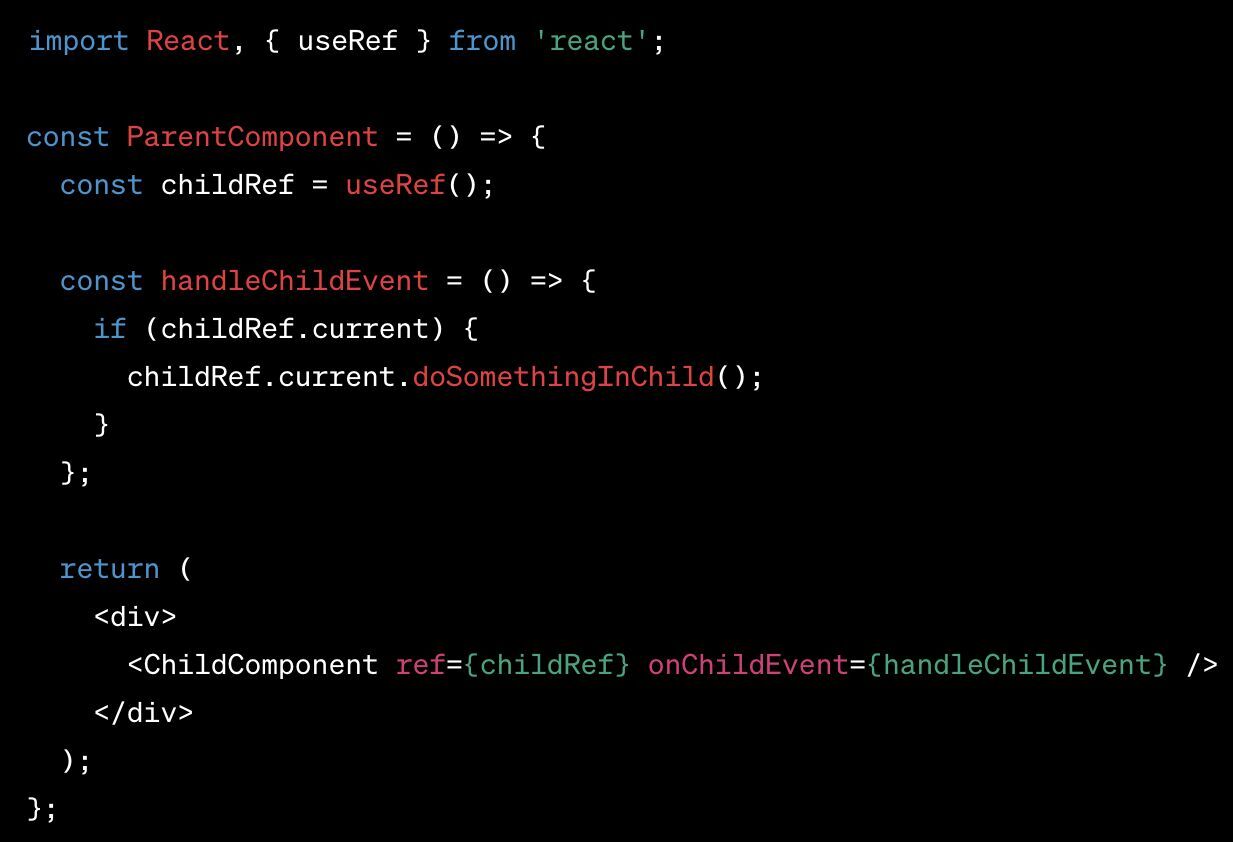 import React, { useRef } from 'react';

const ParentComponent = () => {
  const childRef = useRef();

  const handleChildEvent = () => {
    if (childRef.current) {
      childRef.current.doSomethingInChild();
    }
  };

  return (
    <div>
      <ChildComponent ref={childRef} onChildEvent={handleChildEvent} />
    </div>
  );
};